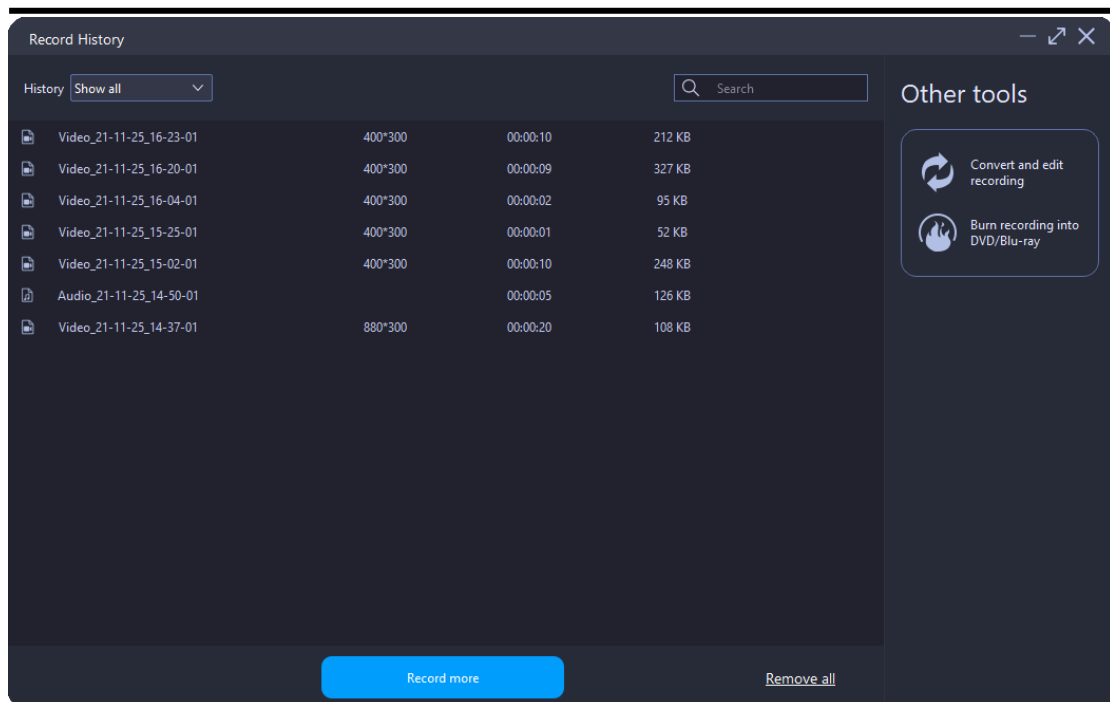 Record History
History Show all Search
Video_21-11-25_16-23-01 400*300 00:00:10 212 KB
Video_21-11-25_16-20-01 400*300 00:00:09 327 KB
Video_21-11-25_16-04-01 400*300 00:00:02 95 KB
Video_21-11-25_15-25-01 400*300 00:00:01 52 KB
Video_21-11-25_15-02-01 400*300 00:00:10 248 KB
Audio_21-11-25_14-50-01 00:00:05 126 KB
Video_21-11-25_14-37-01 880*300 00:00:20 108 KB
Record more Remove all
Other tools
Convert and edit
recording
Burn recording into
DVD/Blu-ray